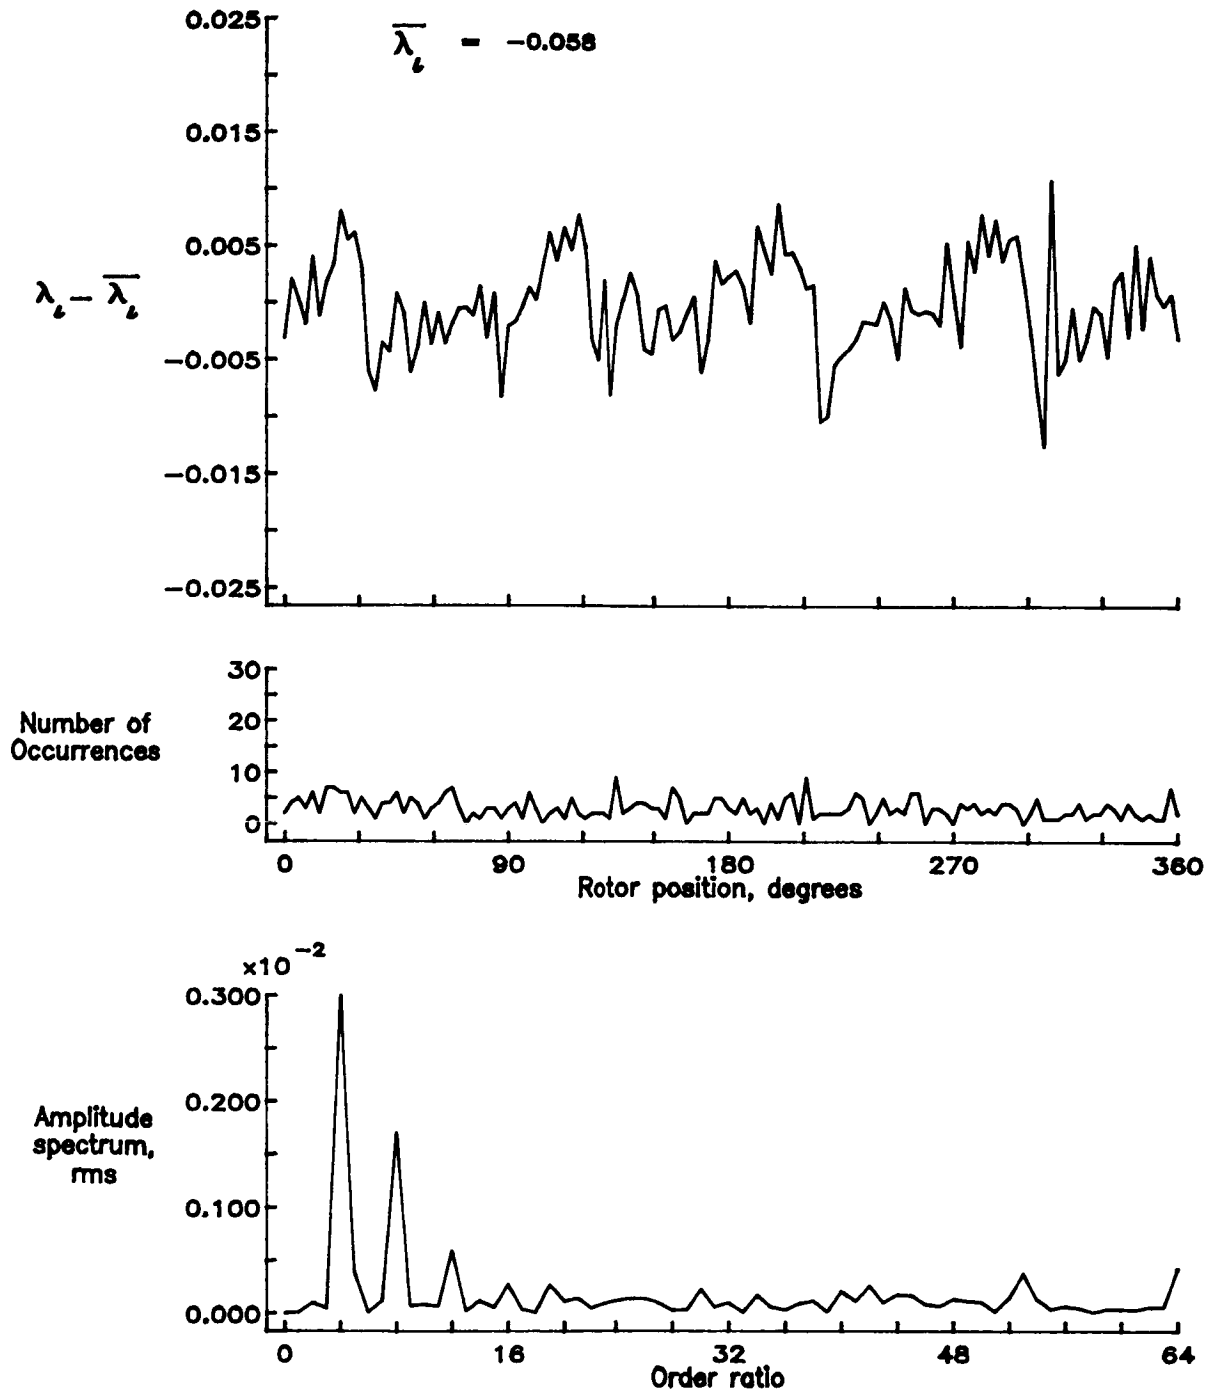 0.025
λᵢ = −0.058
0.015
0.005
λᵢ − λᵢ
−0.005
−0.015
−0.025
30
Number of
20
Occurrences
10
0
0 90 180 270 360
Rotor position, degrees
×10⁻²
0.300
0.200
Amplitude
spectrum,
rms
0.100
0.000
0 16 32 48 64
Order ratio